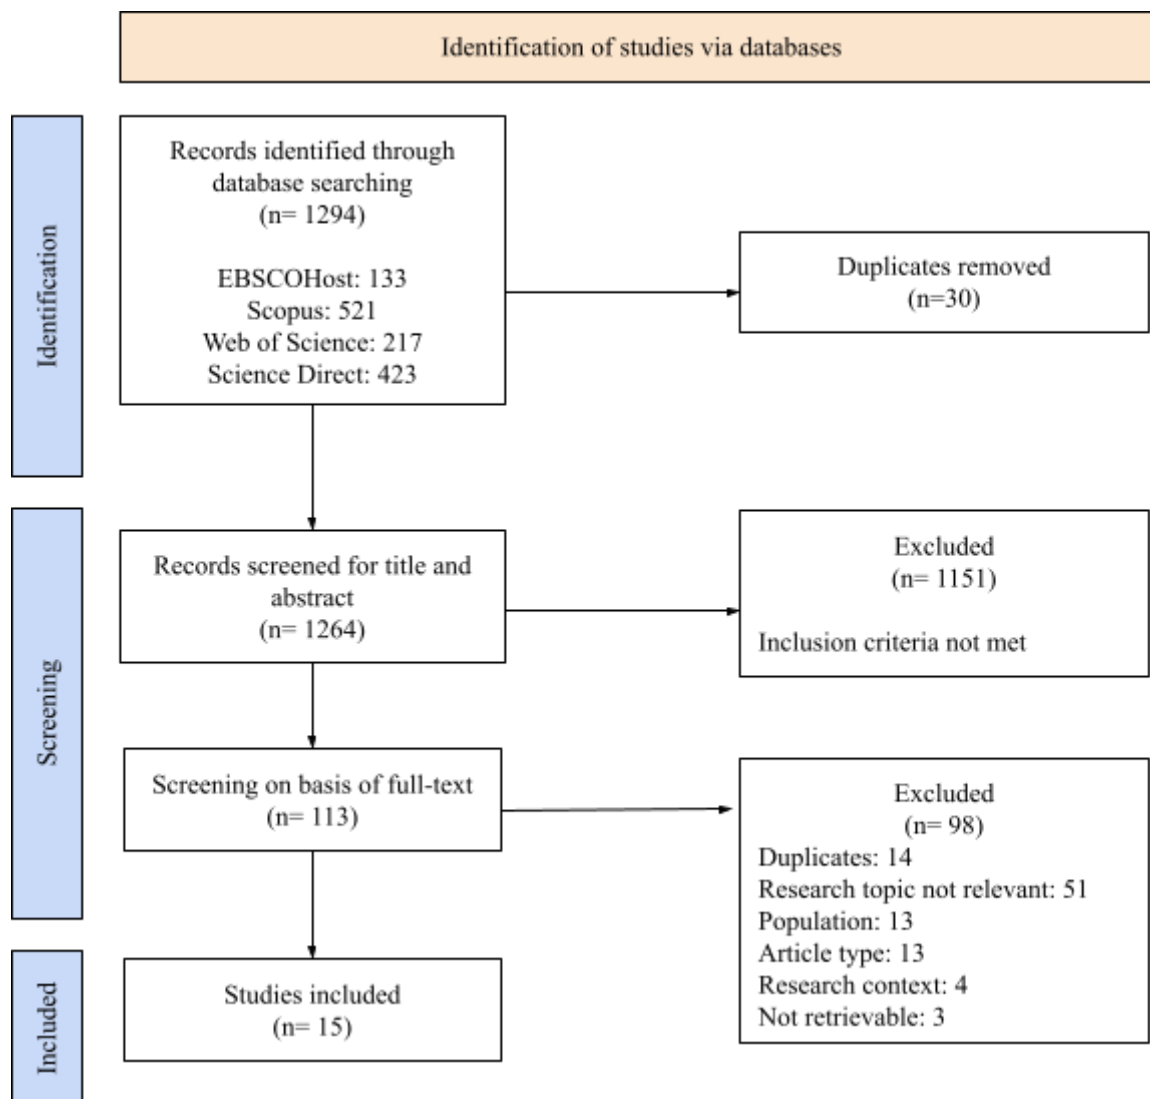 Identification of studies via databases
Identification
Records identified through
database searching
(n= 1294)
EBSCOHost: 133
Scopus: 521
Web of Science: 217
Science Direct: 423
Duplicates removed
(n=30)
Screening
Records screened for title and
abstract
(n= 1264)
Excluded
(n= 1151)
Inclusion criteria not met
Screening on basis of full-text
(n= 113)
Excluded
(n= 98)
Duplicates: 14
Research topic not relevant: 51
Population: 13
Article type: 13
Research context: 4
Not retrievable: 3
Included
Studies included
(n= 15)